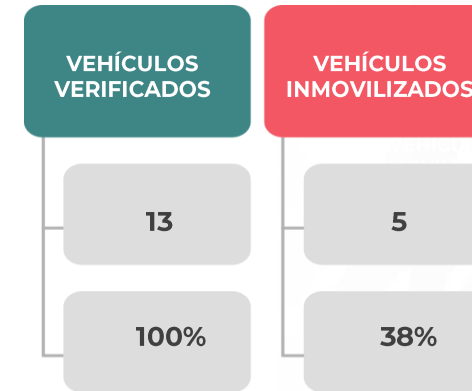 VEHÍCULOS
VERIFICADOS
13
100%
VEHÍCULOS
INMOVILIZADOS
5
38%